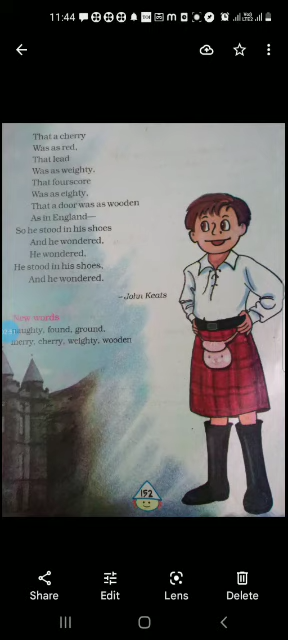 11:44
That a cherry
Was as red,
That lead
Was as weighty,
That fourscore
Was as eighty,
That a door was as wooden
As in England—
So he stood in his shoes
And he wondered,
He wondered,
He stood in his shoes,
And he wondered.
– John Keats
New words
naughty, found, ground,
merry, cherry, weighty, wooden
152
Share
Edit
Lens
Delete